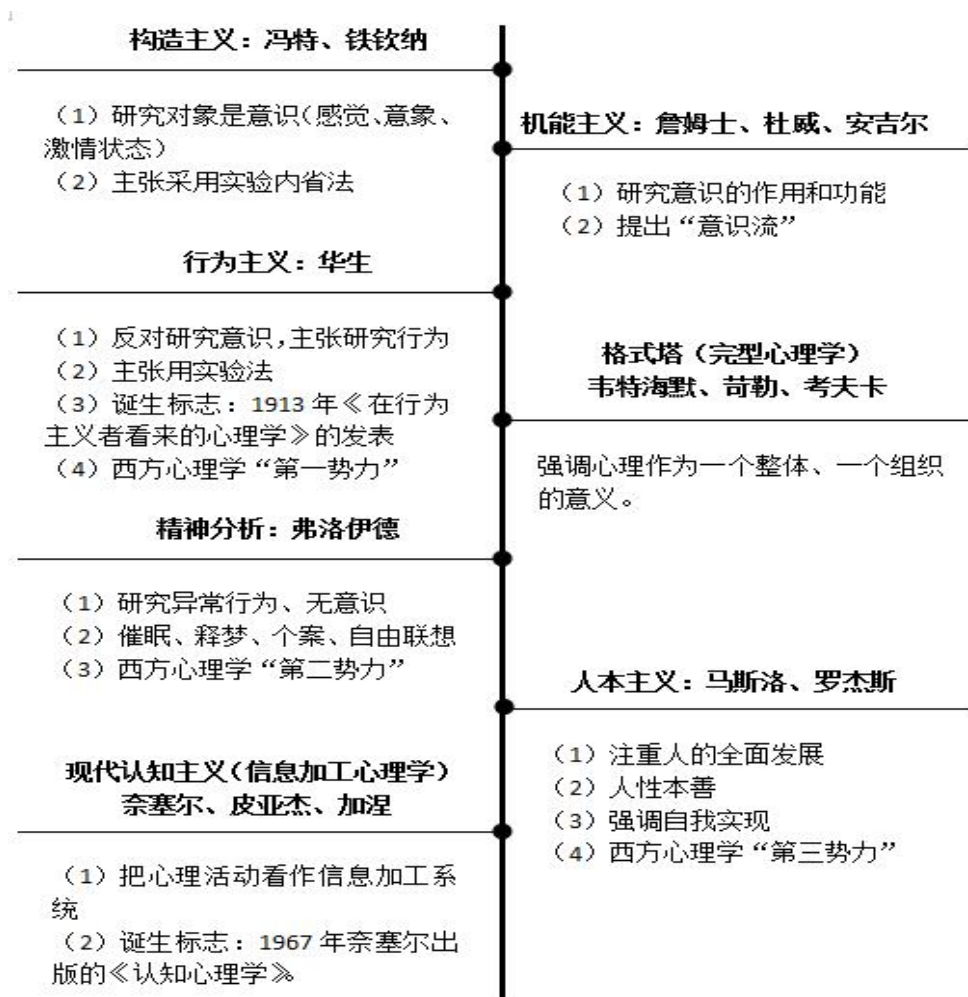 构造主义：冯特、铁钦纳
（1）研究对象是意识（感觉、意象、
激情状态）
（2）主张采用实验内省法
机能主义：詹姆士、杜威、安吉尔
（1）研究意识的作用和功能
（2）提出“意识流”
行为主义：华生
（1）反对研究意识，主张研究行为
（2）主张用实验法
（3）诞生标志：1913 年《在行为
主义者看来的心理学》的发表
（4）西方心理学“第一势力”
格式塔（完型心理学）
韦特海默、苛勒、考夫卡
强调心理作为一个整体、一个组织
的意义。
精神分析：弗洛伊德
（1）研究异常行为、无意识
（2）催眠、释梦、个案、自由联想
（3）西方心理学“第二势力”
人本主义：马斯洛、罗杰斯
（1）注重人的全面发展
（2）人性本善
（3）强调自我实现
（4）西方心理学“第三势力”
现代认知主义（信息加工心理学）
奈塞尔、皮亚杰、加涅
（1）把心理活动看作信息加工系
统
（2）诞生标志：1967 年奈塞尔出
版的《认知心理学》。